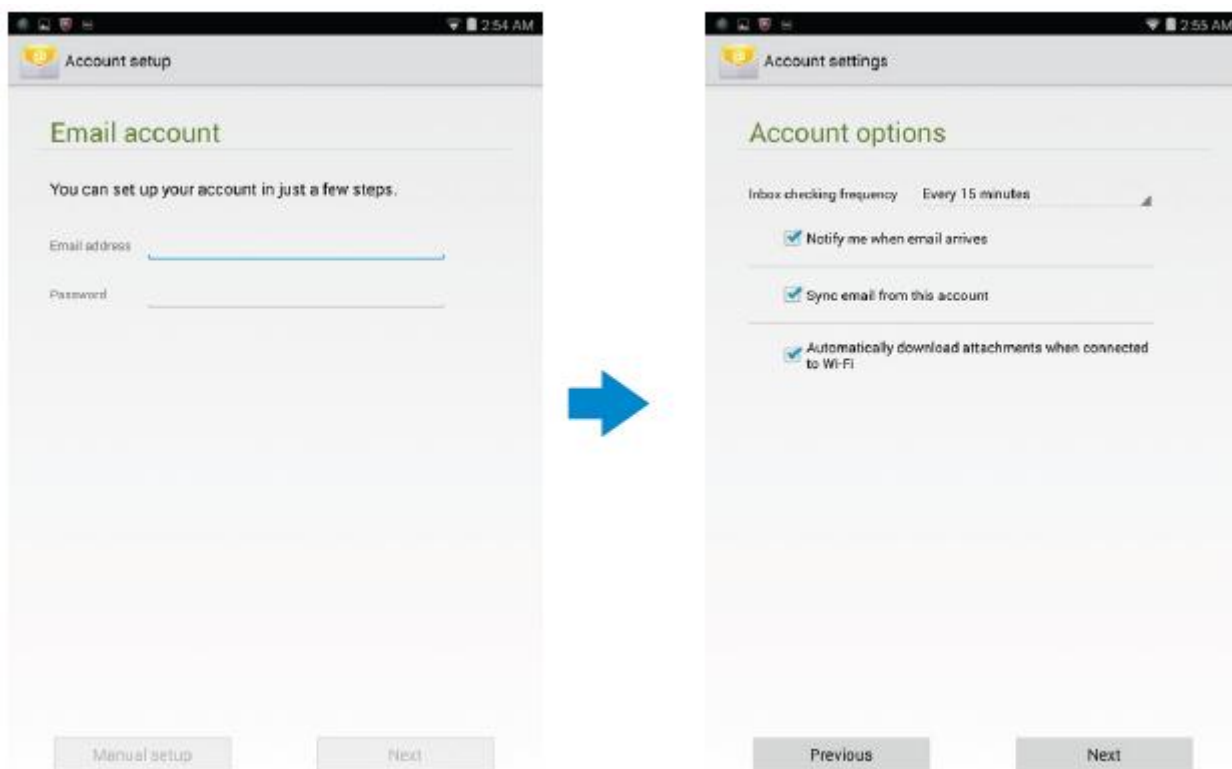 2:54 AM
Account setup
Email account
You can set up your account in just a few steps.
Email address
Password
Manual setup
Next
2:55 AM
Account settings
Account options
Inbox checking frequency Every 15 minutes
Notify me when email arrives
Sync email from this account
Automatically download attachments when connected
to Wi-Fi
Previous
Next